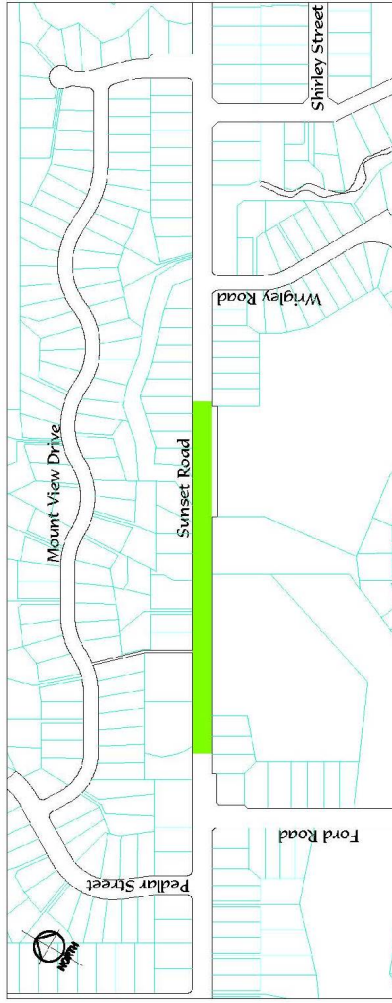 Shirley Street
Wrigley Road
Mount View Drive
Sunset Road
Ford Road
Pedlar Street
NORTH